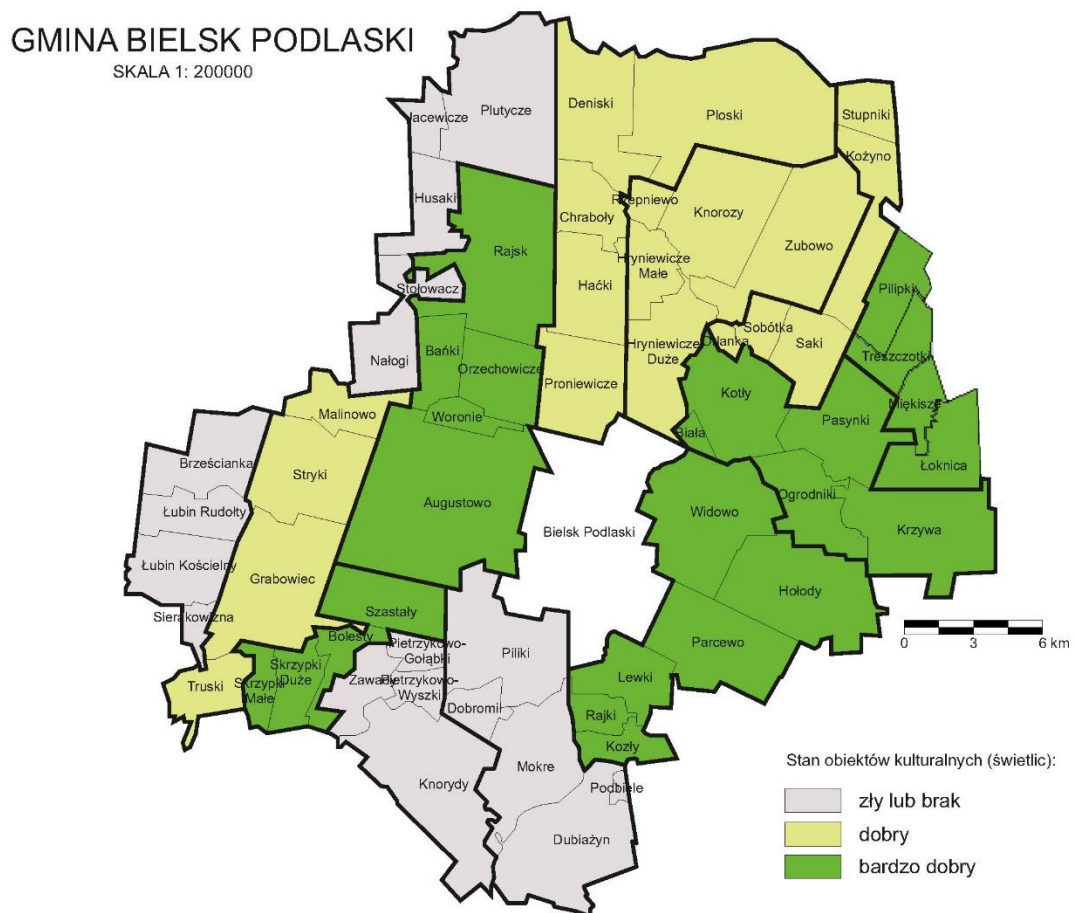 GMINA BIELSK PODLASKI
SKALA 1: 200000
Plutycze
Deniski
Ploski
Stupniki
Kożyno
Husaki
Rzepniewo
Knorozy
Chraboły
Zubowo
Rajsk
Hryniewicze
Małe
Haćki
Pilipki
Stołowacz
Sobótka
Saki
Hryniewicze
Duże
Nałogi
Bańki
Orzechowicze
Proniewicze
Treszczotki
Kotły
Malinowo
Woronie
Pasynki
Biała
Brześcianka
Stryki
Łoknica
Augustowo
Ogrodniki
Łubin Rudołty
Widowo
Krzywa
Bielsk Podlaski
Łubin Kościelny
Grabowiec
Hołody
Sierakowizna
Szastały
Bolesty
Parcewo
0 3 6 km
Pietrzykowo-
Gołąbki
Piliki
Skrzypki
Duże
Lewki
Truski
Skrzypki
Małe
Zawady
Pietrzykowo-
Wyszki
Dobromil
Rajki
Kozły
Mokre
Knorydy
Podbiele
Dubiażyn
Stan obiektów kulturalnych (świetlic):
zły lub brak
dobry
bardzo dobry